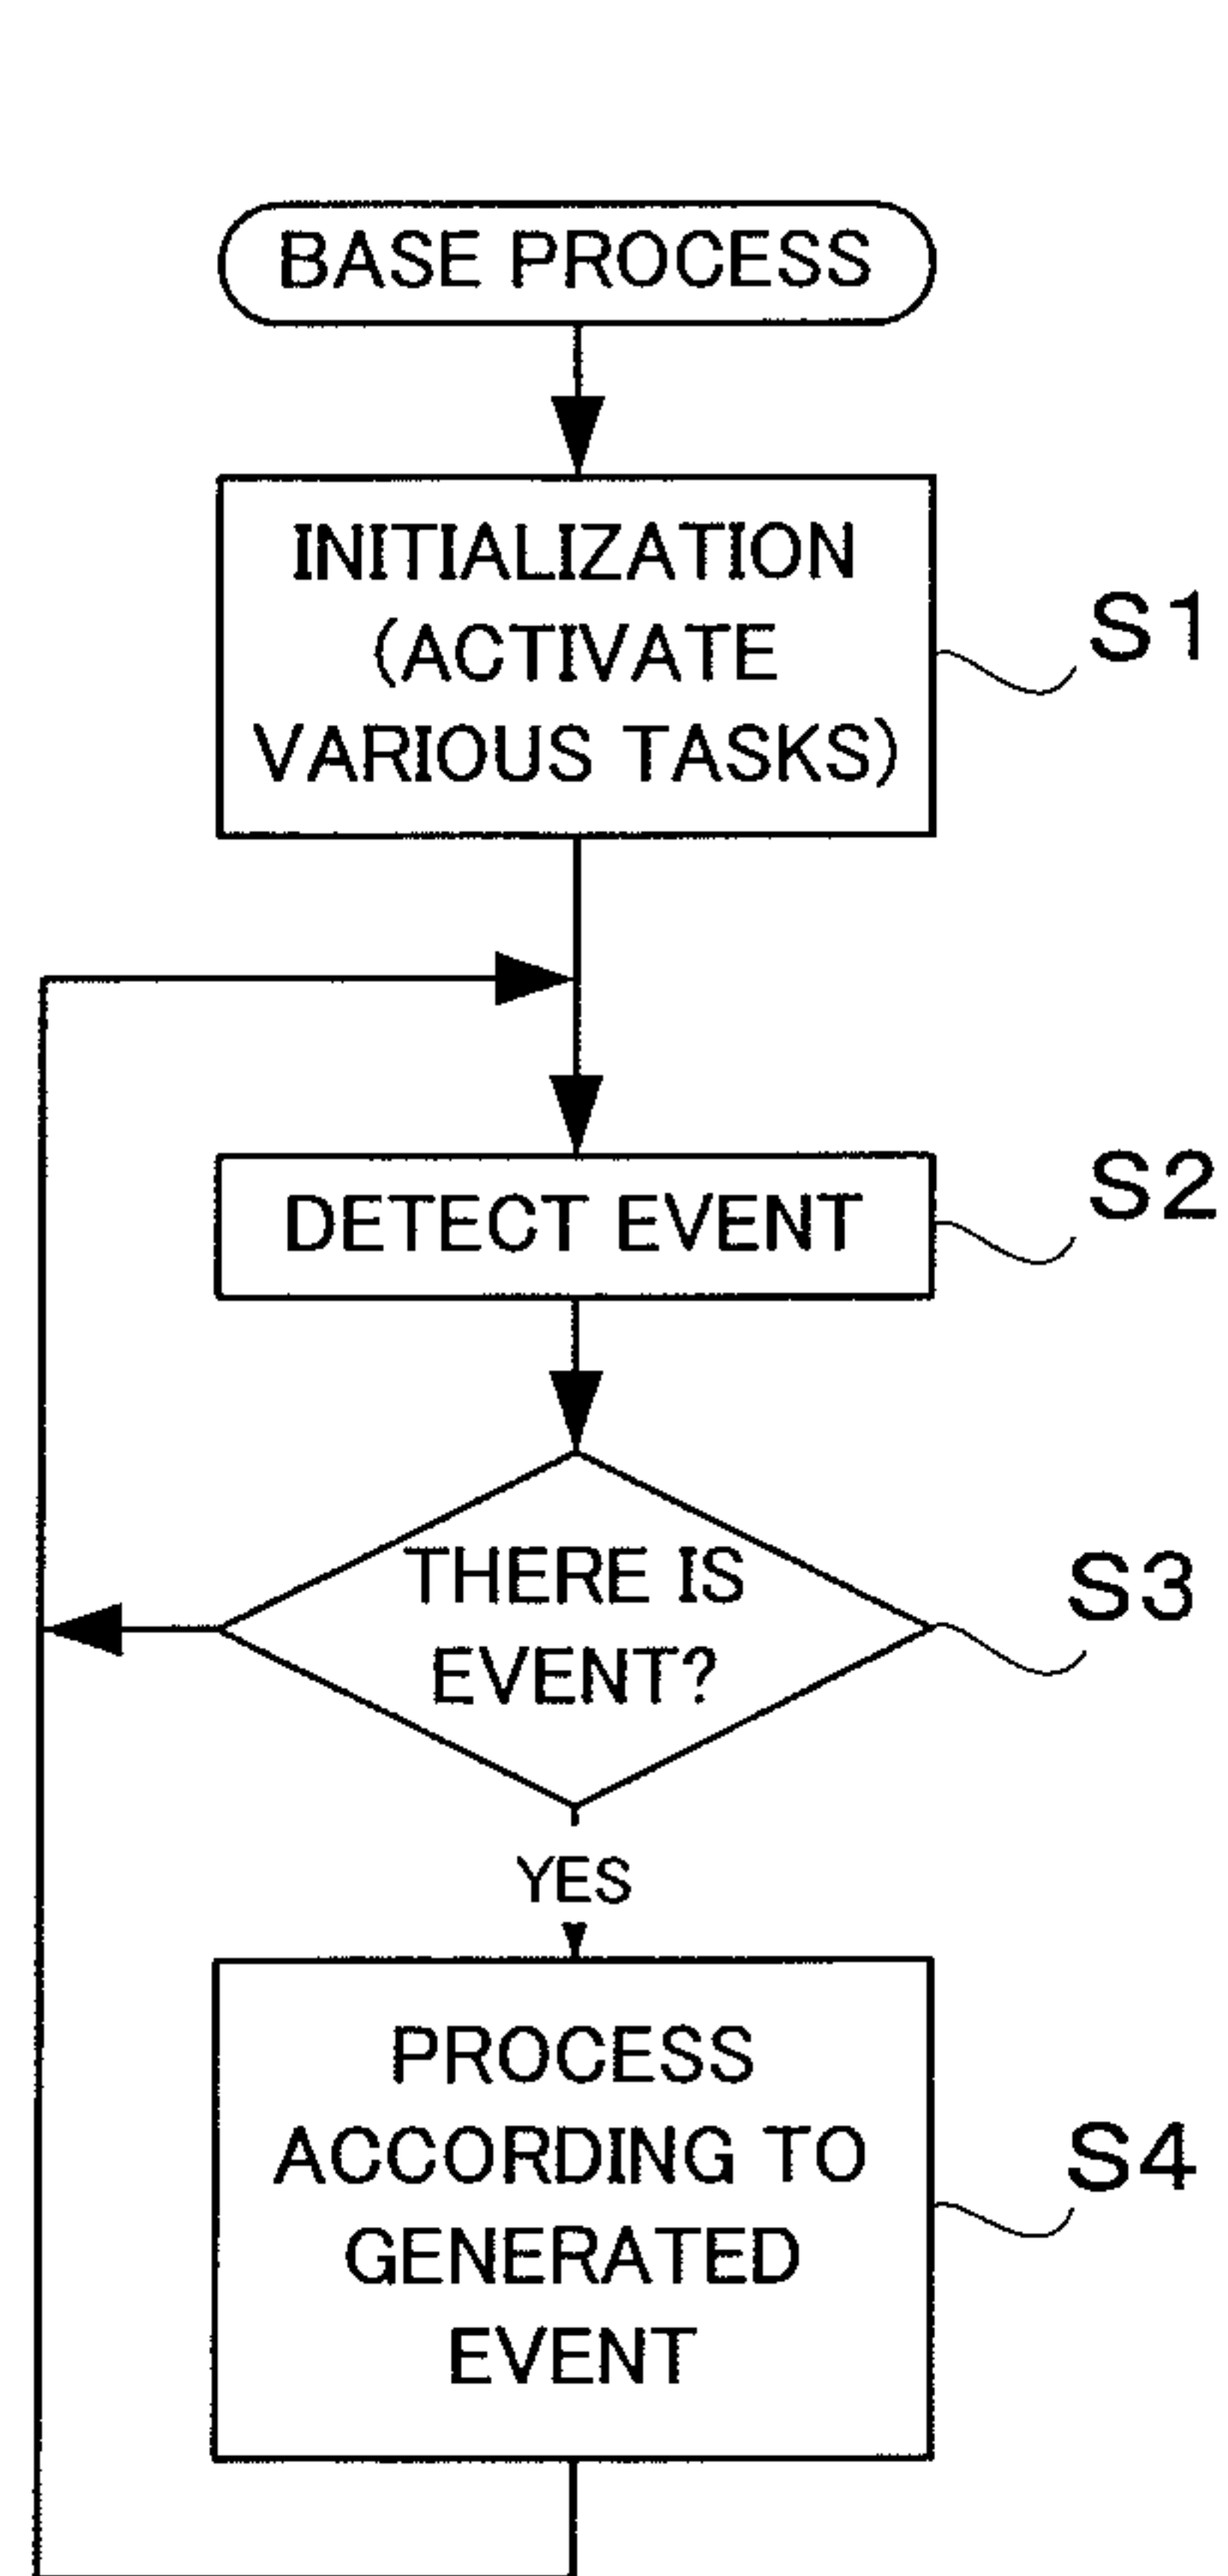 BASE PROCESS
INITIALIZATION
(ACTIVATE
VARIOUS TASKS)
S1
DETECT EVENT
S2
THERE IS
EVENT?
S3
YES
PROCESS
ACCORDING TO
GENERATED
EVENT
S4